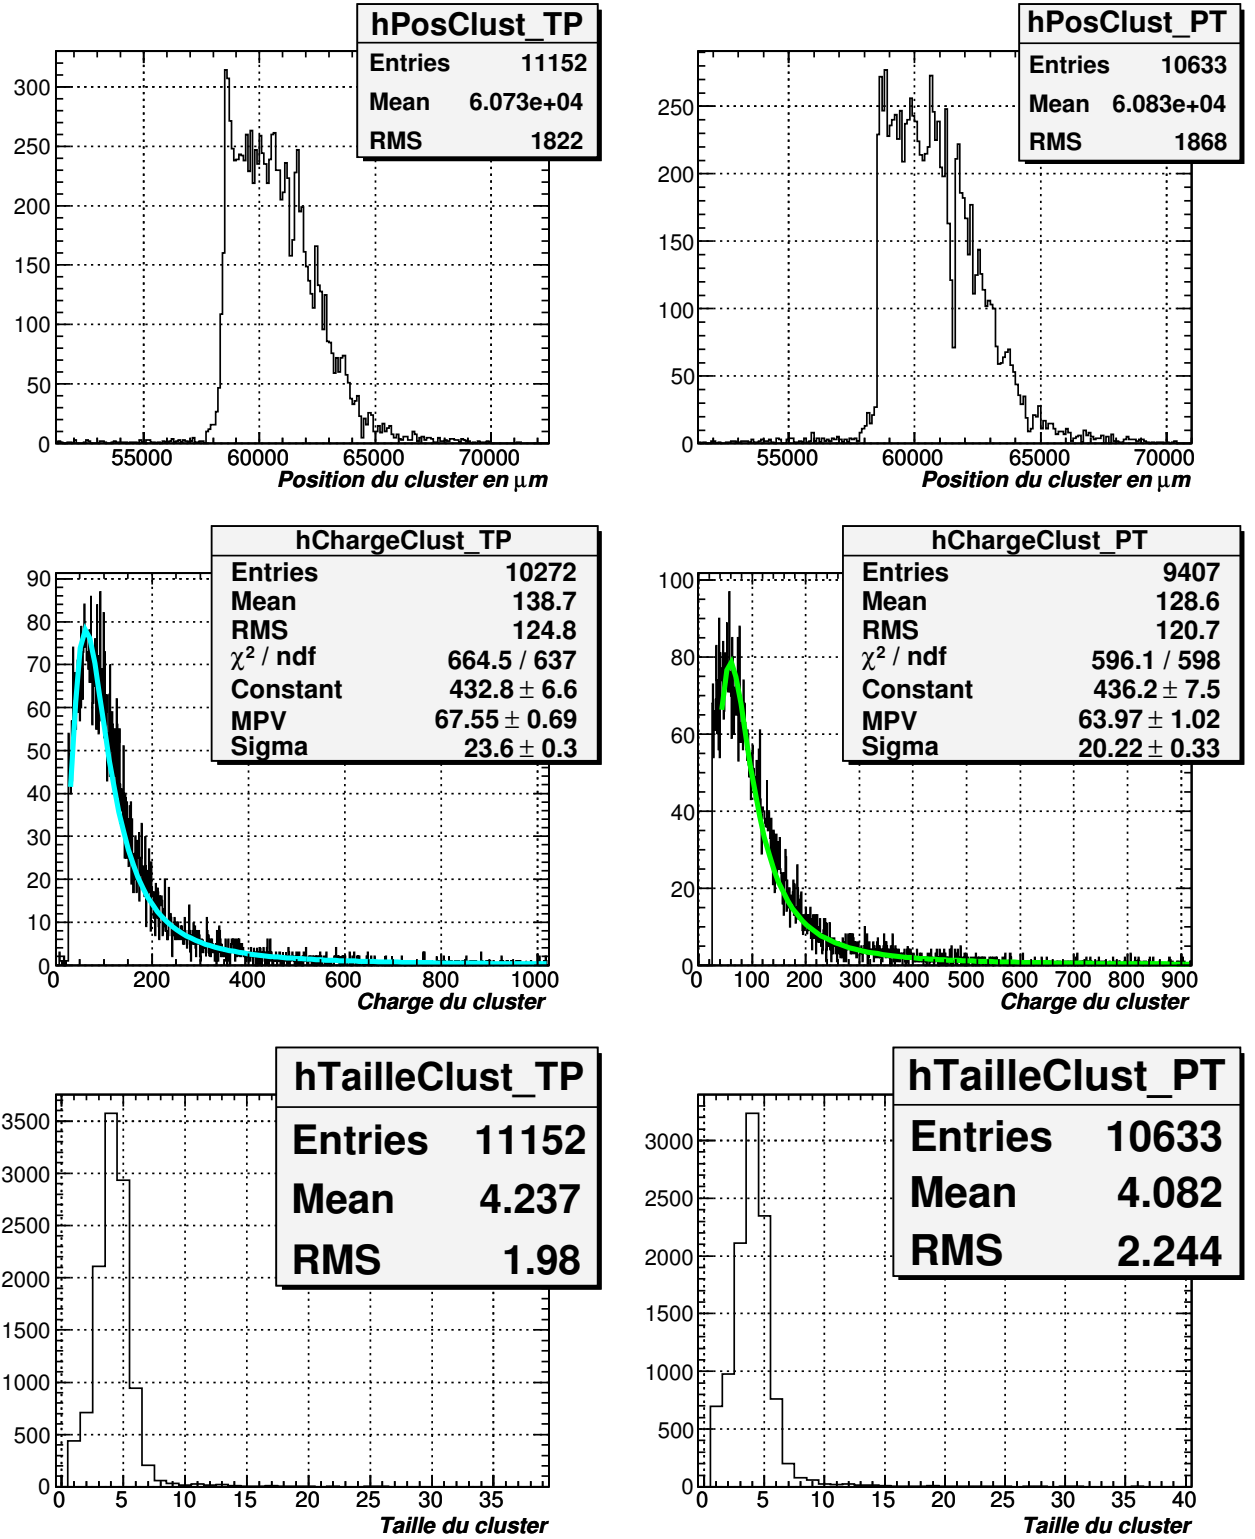 hPosClust_TP
Entries 11152
Mean 6.073e+04
RMS 1822
300
250
200
150
100
50
0
55000 60000 65000 70000
Position du cluster en μm
hPosClust_PT
Entries 10633
Mean 6.083e+04
RMS 1868
250
200
150
100
50
0
55000 60000 65000 70000
Position du cluster en μm
hChargeClust_TP
Entries 10272
Mean 138.7
RMS 124.8
χ² / ndf 664.5 / 637
Constant 432.8 ± 6.6
MPV 67.55 ± 0.69
Sigma 23.6 ± 0.3
90
80
70
60
50
40
30
20
10
0
0 200 400 600 800 1000
Charge du cluster
hChargeClust_PT
Entries 9407
Mean 128.6
RMS 120.7
χ² / ndf 596.1 / 598
Constant 436.2 ± 7.5
MPV 63.97 ± 1.02
Sigma 20.22 ± 0.33
100
80
60
40
20
0
0 100 200 300 400 500 600 700 800 900
Charge du cluster
hTailleClust_TP
Entries 11152
Mean 4.237
RMS 1.98
3500
3000
2500
2000
1500
1000
500
0
0 5 10 15 20 25 30 35
Taille du cluster
hTailleClust_PT
Entries 10633
Mean 4.082
RMS 2.244
3000
2500
2000
1500
1000
500
0
0 5 10 15 20 25 30 35 40
Taille du cluster